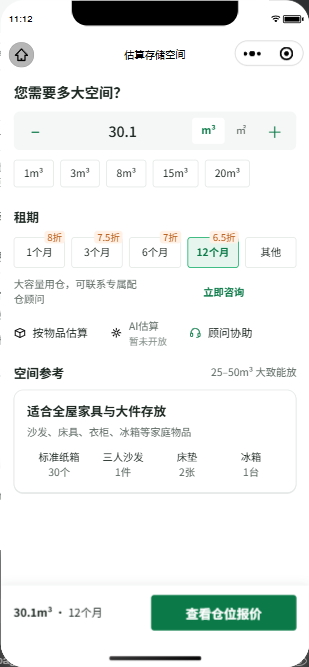 11:12
估算存储空间
您需要多大空间？
− 30.1 m³ ㎡ +
1m³ 3m³ 8m³ 15m³ 20m³
租期
8折 7.5折 7折 6.5折
1个月 3个月 6个月 12个月 其他
大容量用仓，可联系专属配
仓顾问
立即咨询
按物品估算
AI估算
暂未开放
顾问协助
空间参考 25–50m³ 大致能放
适合全屋家具与大件存放
沙发、床具、衣柜、冰箱等家庭物品
标准纸箱 三人沙发 床垫 冰箱
30个 1件 2张 1台
30.1m³ · 12个月 查看仓位报价